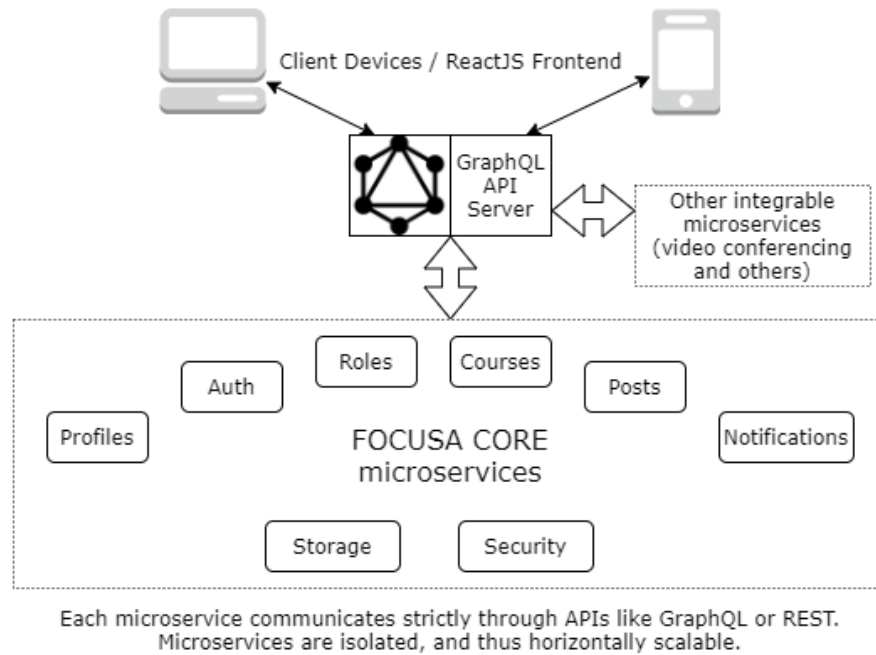 Client Devices / ReactJS Frontend
GraphQL
API
Server
Other integrable
microservices
(video conferencing
and others)
Roles
Courses
Auth
Posts
Profiles
Notifications
FOCUSA CORE
microservices
Storage
Security
Each microservice communicates strictly through APIs like GraphQL or REST.
Microservices are isolated, and thus horizontally scalable.